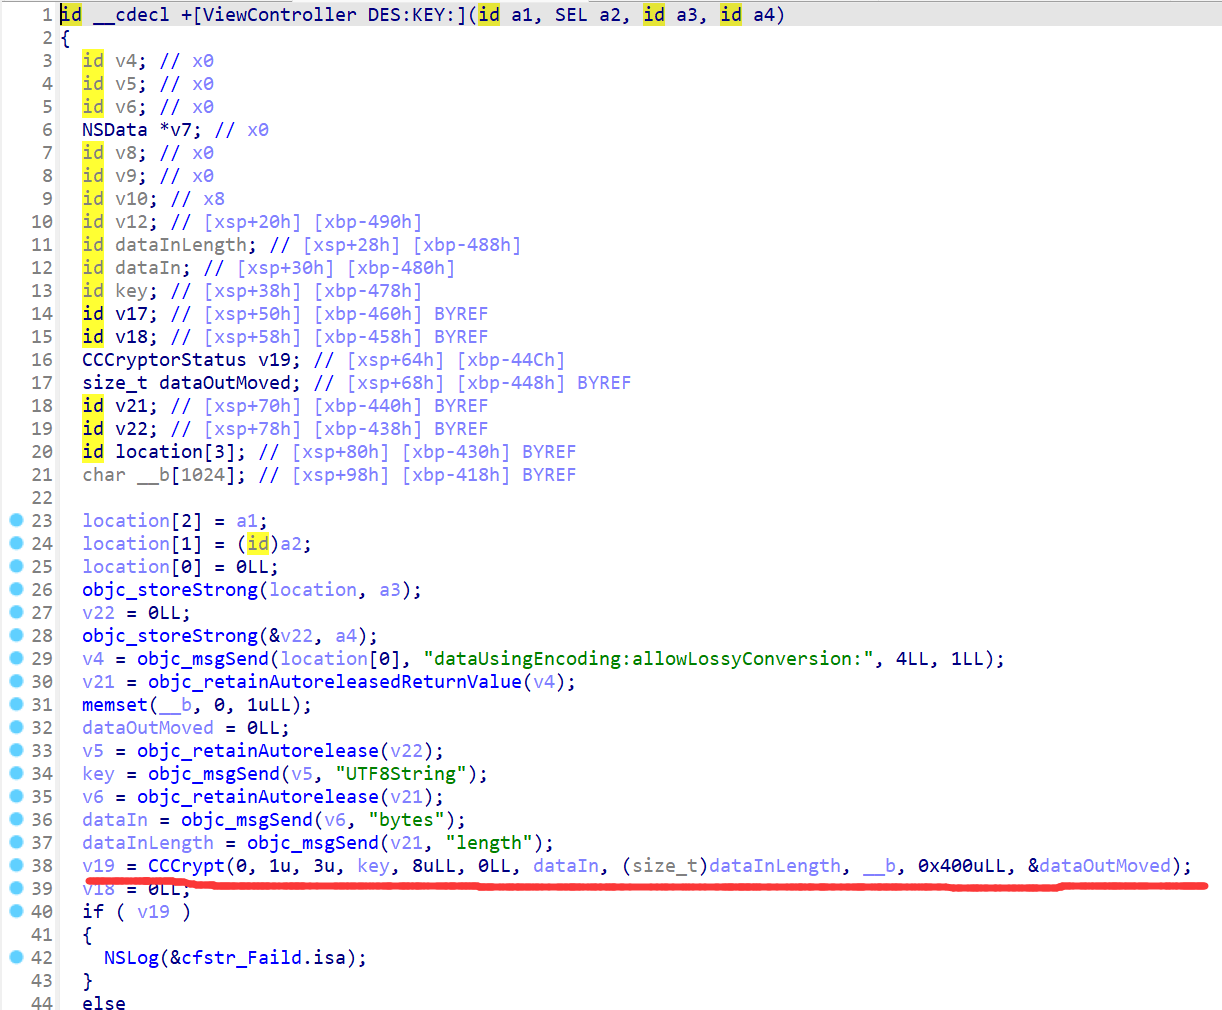 1 id __cdecl +[ViewController DES:KEY:](id a1, SEL a2, id a3, id a4)
2 {
3 id v4; // x0
4 id v5; // x0
5 id v6; // x0
6 NSData *v7; // x0
7 id v8; // x0
8 id v9; // x0
9 id v10; // x8
10 id v12; // [xsp+20h] [xbp-490h]
11 id dataInLength; // [xsp+28h] [xbp-488h]
12 id dataIn; // [xsp+30h] [xbp-480h]
13 id key; // [xsp+38h] [xbp-478h]
14 id v17; // [xsp+50h] [xbp-460h] BYREF
15 id v18; // [xsp+58h] [xbp-458h] BYREF
16 CCCryptorStatus v19; // [xsp+64h] [xbp-44Ch]
17 size_t dataOutMoved; // [xsp+68h] [xbp-448h] BYREF
18 id v21; // [xsp+70h] [xbp-440h] BYREF
19 id v22; // [xsp+78h] [xbp-438h] BYREF
20 id location[3]; // [xsp+80h] [xbp-430h] BYREF
21 char __b[1024]; // [xsp+98h] [xbp-418h] BYREF
22
23 location[2] = a1;
24 location[1] = (id)a2;
25 location[0] = 0LL;
26 objc_storeStrong(location, a3);
27 v22 = 0LL;
28 objc_storeStrong(&v22, a4);
29 v4 = objc_msgSend(location[0], "dataUsingEncoding:allowLossyConversion:", 4LL, 1LL);
30 v21 = objc_retainAutoreleasedReturnValue(v4);
31 memset(__b, 0, 1uLL);
32 dataOutMoved = 0LL;
33 v5 = objc_retainAutorelease(v22);
34 key = objc_msgSend(v5, "UTF8String");
35 v6 = objc_retainAutorelease(v21);
36 dataIn = objc_msgSend(v6, "bytes");
37 dataInLength = objc_msgSend(v21, "length");
38 v19 = CCCrypt(0, 1u, 3u, key, 8uLL, 0LL, dataIn, (size_t)dataInLength, __b, 0x400uLL, &dataOutMoved);
39 v18 = 0LL;
40 if ( v19 )
41 {
42 NSLog(&cfstr_Faild.isa);
43 }
44 else